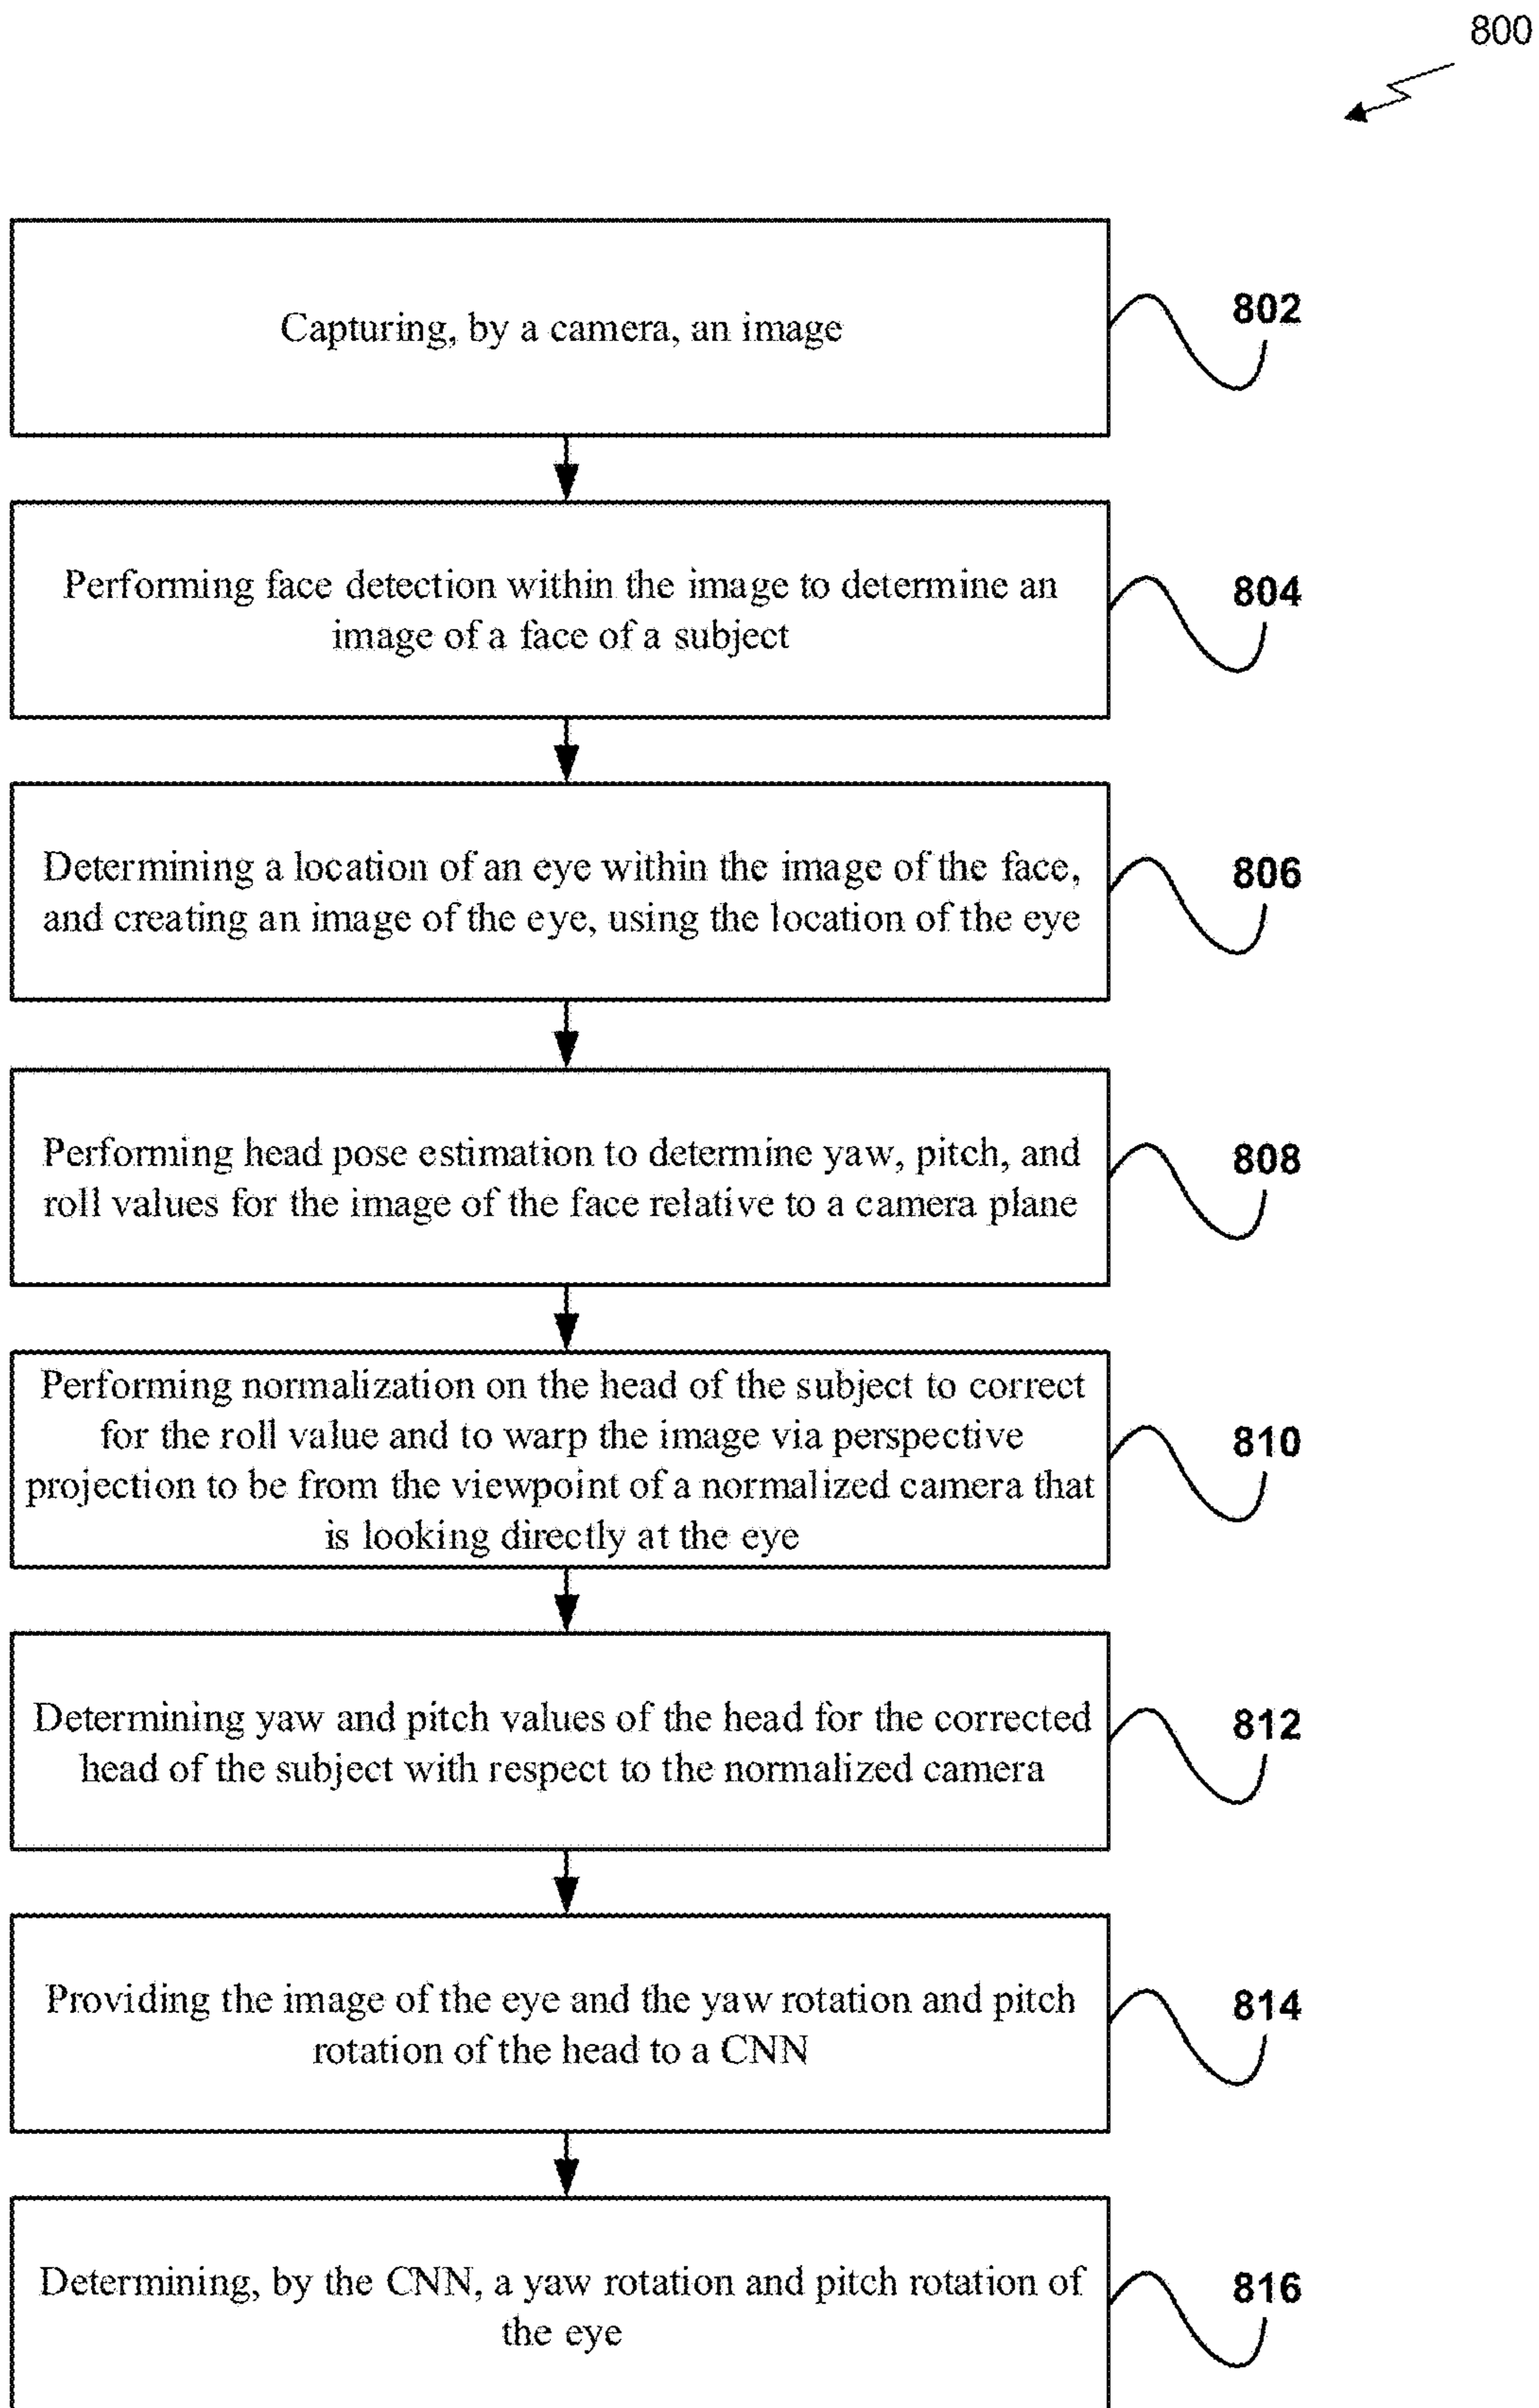 800
Capturing, by a camera, an image
802
Performing face detection within the image to determine an
image of a face of a subject
804
Determining a location of an eye within the image of the face,
and creating an image of the eye, using the location of the eye
806
Performing head pose estimation to determine yaw, pitch, and
roll values for the image of the face relative to a camera plane
808
Performing normalization on the head of the subject to correct
for the roll value and to warp the image via perspective
projection to be from the viewpoint of a normalized camera that
is looking directly at the eye
810
Determining yaw and pitch values of the head for the corrected
head of the subject with respect to the normalized camera
812
Providing the image of the eye and the yaw rotation and pitch
rotation of the head to a CNN
814
Determining, by the CNN, a yaw rotation and pitch rotation of
the eye
816